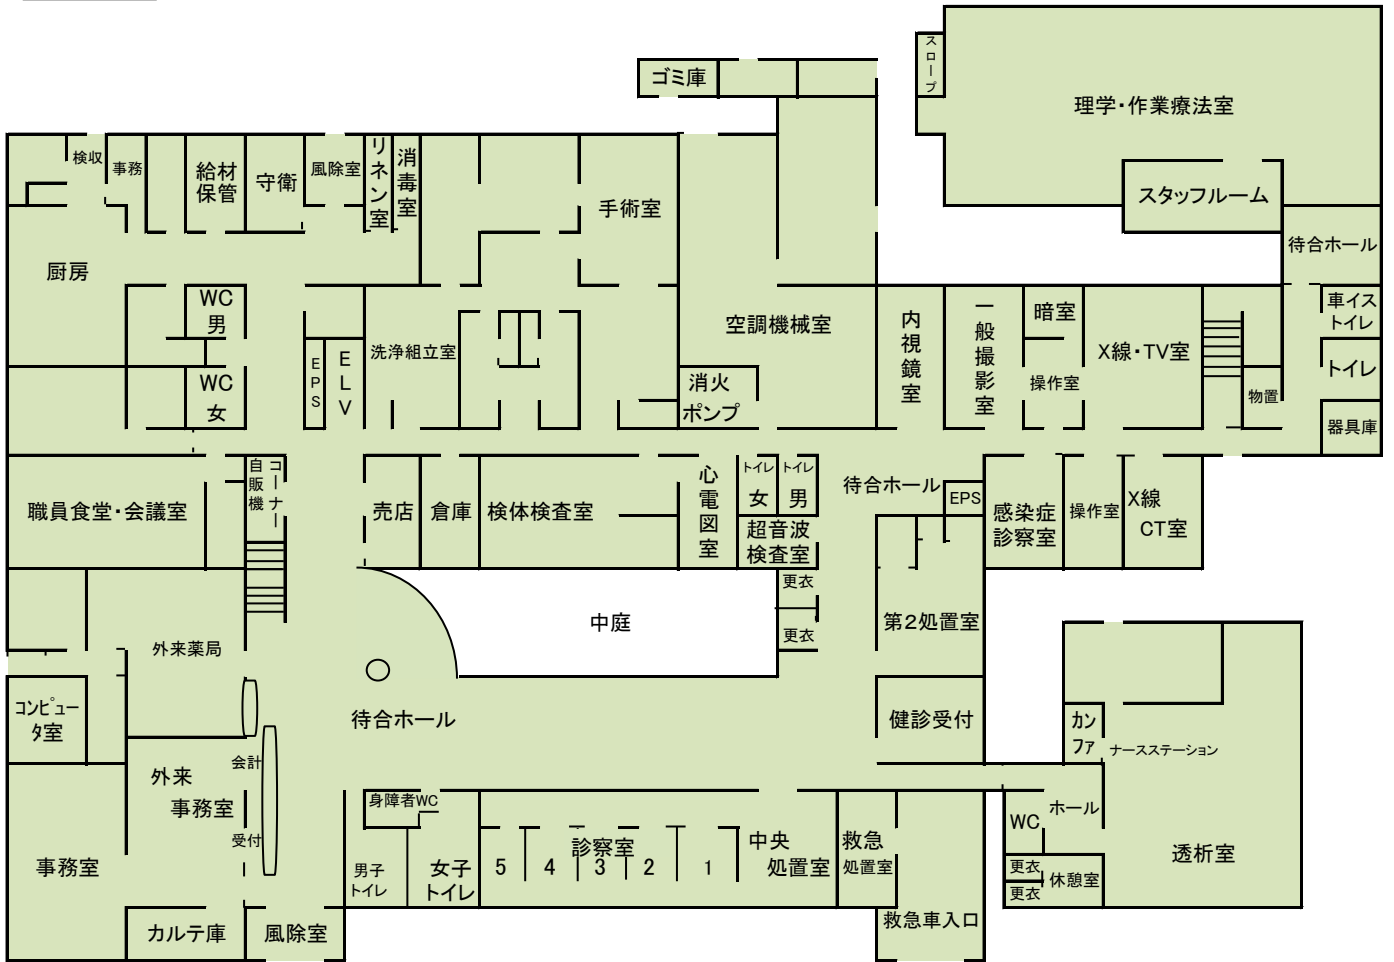 ゴミ庫
スロープ
理学・作業療法室
スタッフルーム
待合ホール
検収
事務
給材
保管
守衛
風除室
リネン室
消毒室
手術室
厨房
WC
男
WC
女
EPS
ELV
洗浄組立室
空調機械室
消火
ポンプ
内視鏡室
一般撮影室
暗室
操作室
X線・TV室
物置
車イス
トイレ
トイレ
器具庫
職員食堂・会議室
自販機
コーナー
売店
倉庫
検体検査室
心電図室
トイレ
女
トイレ
男
超音波
検査室
待合ホール
EPS
感染症
診察室
操作室
X線
CT室
更衣
更衣
中庭
第2処置室
外来薬局
コンピュー
タ室
待合ホール
健診受付
カン
ファ
ナースステーション
会計
外来
事務室
受付
事務室
カルテ庫
風除室
身障者WC
男子
トイレ
女子
トイレ
診察室
5
4
3
2
1
中央
処置室
救急
処置室
救急車入口
WC
ホール
更衣
更衣
休憩室
透析室